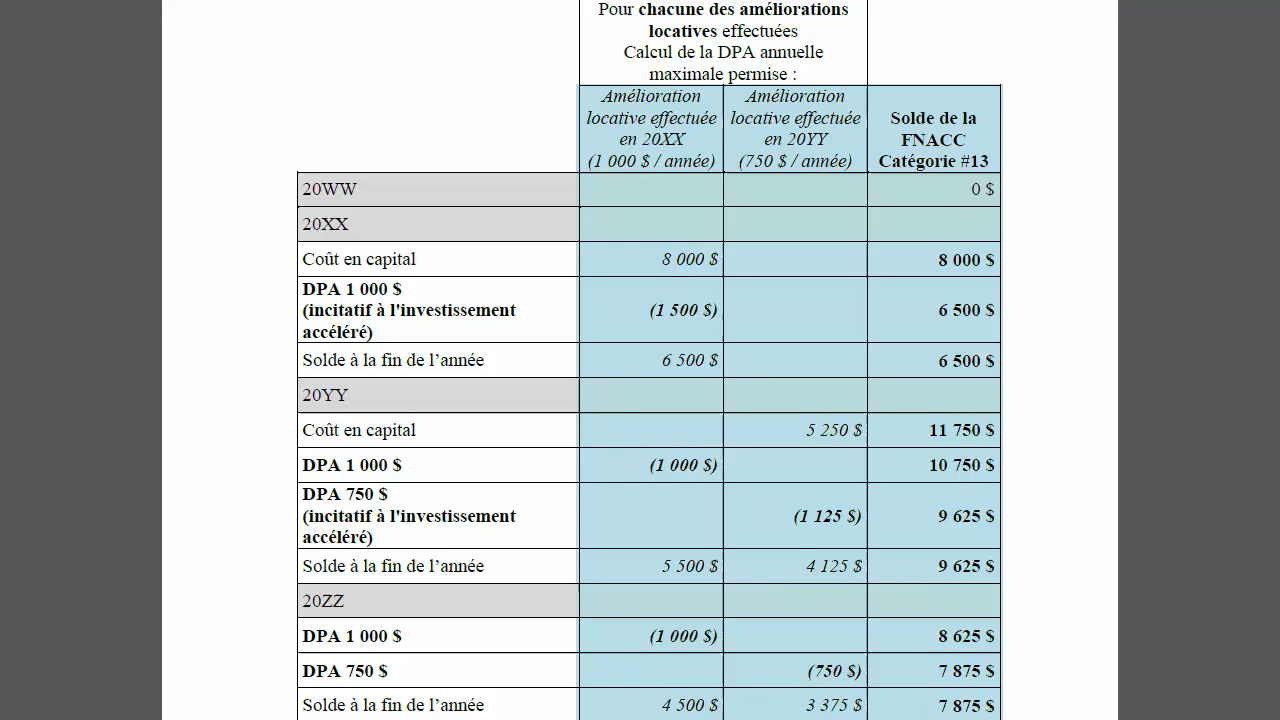 Pour chacune des améliorations
locatives effectuées
Calcul de la DPA annuelle
maximale permise :
Amélioration
locative effectuée
en 20XX
(1 000 $ / année)
Amélioration
locative effectuée
en 20YY
(750 $ / année)
Solde de la
FNACC
Catégorie #13
20WW 0 $
20XX
Coût en capital 8 000 $ 8 000 $
DPA 1 000 $
(incitatif à l'investissement
accéléré) (1 500 $) 6 500 $
Solde à la fin de l’année 6 500 $ 6 500 $
20YY
Coût en capital 5 250 $ 11 750 $
DPA 1 000 $ (1 000 $) 10 750 $
DPA 750 $
(incitatif à l'investissement
accéléré) (1 125 $) 9 625 $
Solde à la fin de l’année 5 500 $ 4 125 $ 9 625 $
20ZZ
DPA 1 000 $ (1 000 $) 8 625 $
DPA 750 $ (750 $) 7 875 $
Solde à la fin de l’année 4 500 $ 3 375 $ 7 875 $